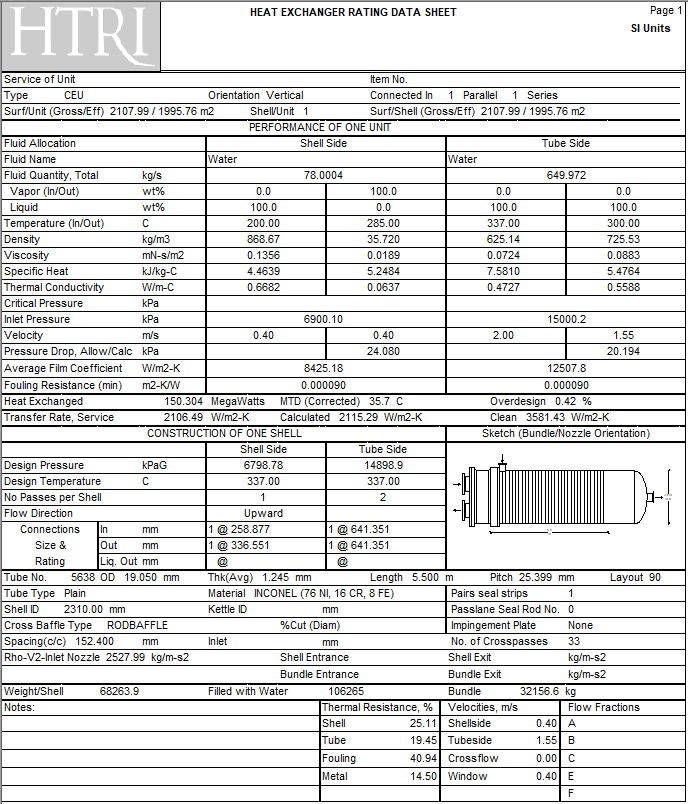 HTRI
HEAT EXCHANGER RATING DATA SHEET Page 1
SI Units
Service of Unit Item No.
Type CEU Orientation Vertical Connected In 1 Parallel 1 Series
Surf/Unit (Gross/Eff) 2107.99 / 1995.76 m2 Shell/Unit 1 Surf/Shell (Gross/Eff) 2107.99 / 1995.76 m2
PERFORMANCE OF ONE UNIT
Fluid Allocation Shell Side Tube Side
Fluid Name Water Water
Fluid Quantity, Total kg/s 78.0004 649.972
Vapor (In/Out) wt% 0.0 100.0 0.0 0.0
Liquid wt% 100.0 0.0 100.0 100.0
Temperature (In/Out) C 200.00 285.00 337.00 300.00
Density kg/m3 868.67 35.720 625.14 725.53
Viscosity mN-s/m2 0.1356 0.0189 0.0724 0.0883
Specific Heat kJ/kg-C 4.4639 5.2484 7.5810 5.4764
Thermal Conductivity W/m-C 0.6682 0.0637 0.4727 0.5588
Critical Pressure kPa
Inlet Pressure kPa 6900.10 15000.2
Velocity m/s 0.40 0.40 2.00 1.55
Pressure Drop, Allow/Calc kPa 24.080 20.194
Average Film Coefficient W/m2-K 8425.18 12507.8
Fouling Resistance (min) m2-K/W 0.000090 0.000090
Heat Exchanged 150.304 MegaWatts MTD (Corrected) 35.7 C Overdesign 0.42 %
Transfer Rate, Service 2106.49 W/m2-K Calculated 2115.29 W/m2-K Clean 3581.43 W/m2-K
CONSTRUCTION OF ONE SHELL Sketch (Bundle/Nozzle Orientation)
Shell Side Tube Side
Design Pressure kPaG 6798.78 14898.9
Design Temperature C 337.00 337.00
No Passes per Shell 1 2
Flow Direction Upward
Connections In mm 1 @ 258.877 1 @ 641.351
Size & Out mm 1 @ 336.551 1 @ 641.351
Rating Liq. Out mm @ @
Tube No. 5638 OD 19.050 mm Thk(Avg) 1.245 mm Length 5.500 m Pitch 25.399 mm Layout 90
Tube Type Plain Material INCONEL (76 NI, 16 CR, 8 FE) Pairs seal strips 1
Shell ID 2310.00 mm Kettle ID mm Passlane Seal Rod No. 0
Cross Baffle Type RODBAFFLE %Cut (Diam) Impingement Plate None
Spacing(c/c) 152.400 mm Inlet mm No. of Crosspasses 33
Rho-V2-Inlet Nozzle 2527.99 kg/m-s2 Shell Entrance Shell Exit kg/m-s2
Bundle Entrance Bundle Exit kg/m-s2
Weight/Shell 68263.9 Filled with Water 106265 Bundle 32156.6 kg
Notes: Thermal Resistance, % Velocities, m/s Flow Fractions
Shell 25.11 Shellside 0.40 A
Tube 19.45 Tubeside 1.55 B
Fouling 40.94 Crossflow 0.00 C
Metal 14.50 Window 0.40 E
F